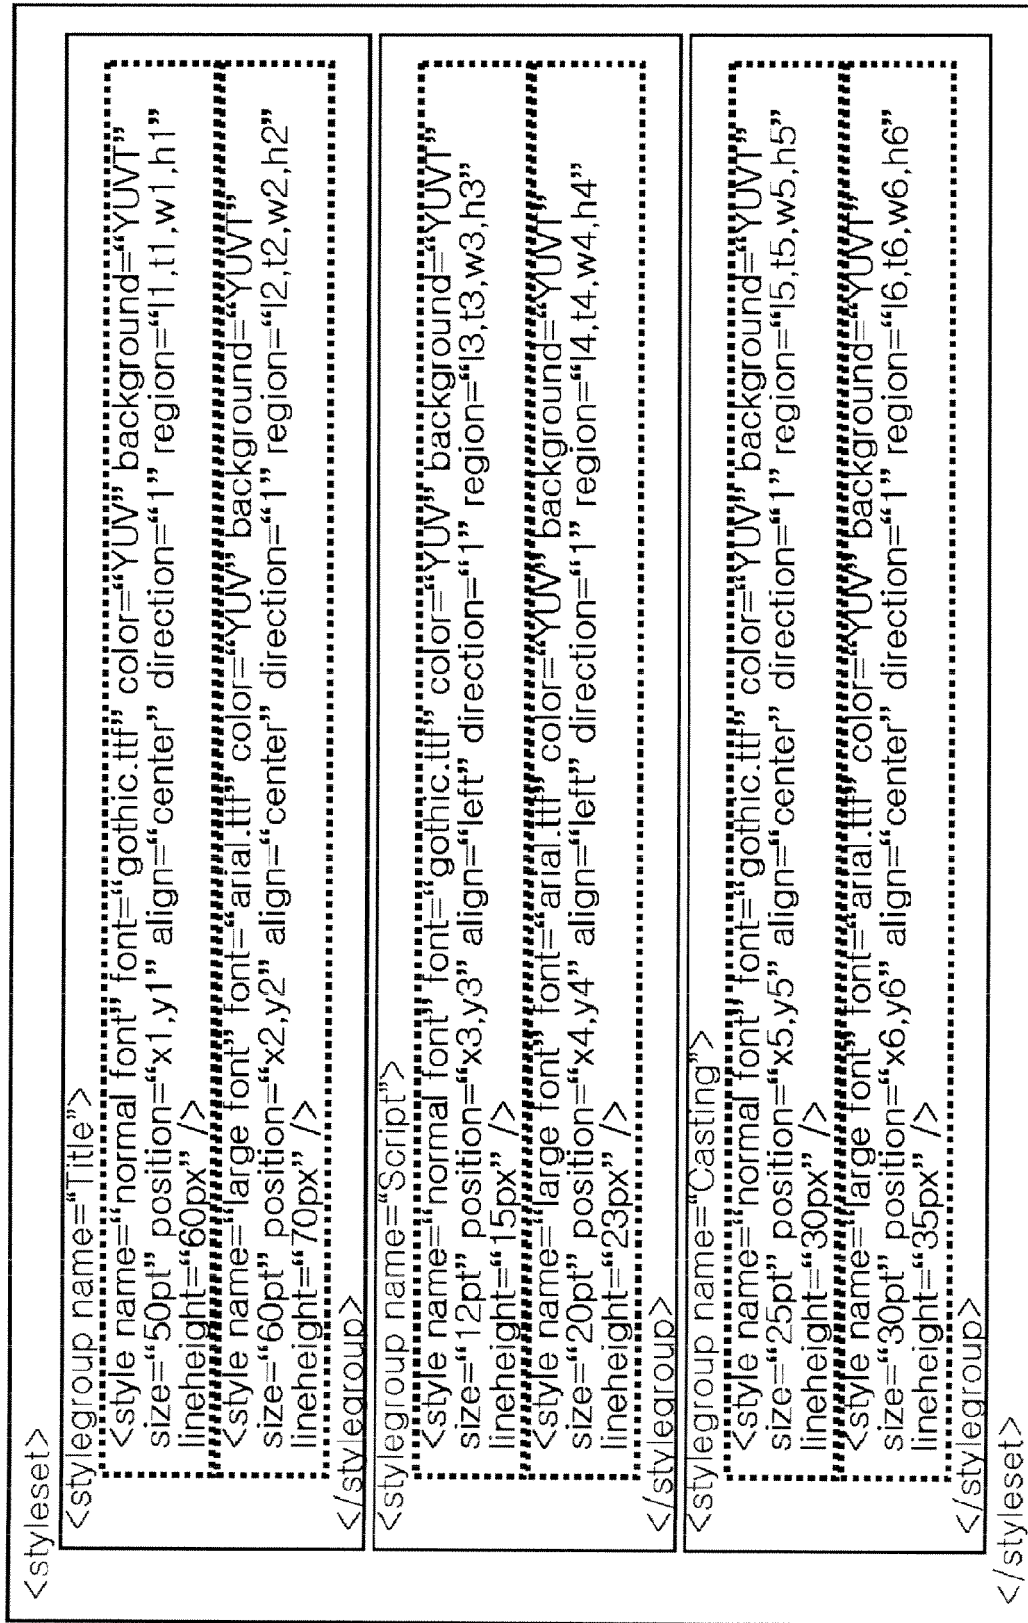 <styleset>
<stylegroup name=“Title”>
<style name=“normal font” font=“gothic.ttf” color=“YUV” background=“YUVT”
size=“50pt” position=“x1,y1” align=“center” direction=“1” region=“l1,t1,w1,h1”
lineheight=“60px” />
<style name=“large font” font=“arial.ttf” color=“YUV” background=“YUVT”
size=“60pt” position=“x2,y2” align=“center” direction=“1” region=“l2,t2,w2,h2”
lineheight=“70px” />
</stylegroup>
<stylegroup name=“Script”>
<style name=“normal font” font=“gothic.ttf” color=“YUV” background=“YUVT”
size=“12pt” position=“x3,y3” align=“left” direction=“1” region=“l3,t3,w3,h3”
lineheight=“15px” />
<style name=“large font” font=“arial.ttf” color=“YUV” background=“YUVT”
size=“20pt” position=“x4,y4” align=“left” direction=“1” region=“l4,t4,w4,h4”
lineheight=“23px” />
</stylegroup>
<stylegroup name=“Casting”>
<style name=“normal font” font=“gothic.ttf” color=“YUV” background=“YUVT”
size=“25pt” position=“x5,y5” align=“center” direction=“1” region=“l5,t5,w5,h5”
lineheight=“30px” />
<style name=“large font” font=“arial.ttf” color=“YUV” background=“YUVT”
size=“30pt” position=“x6,y6” align=“center” direction=“1” region=“l6,t6,w6,h6”
lineheight=“35px” />
</stylegroup>
</styleset>